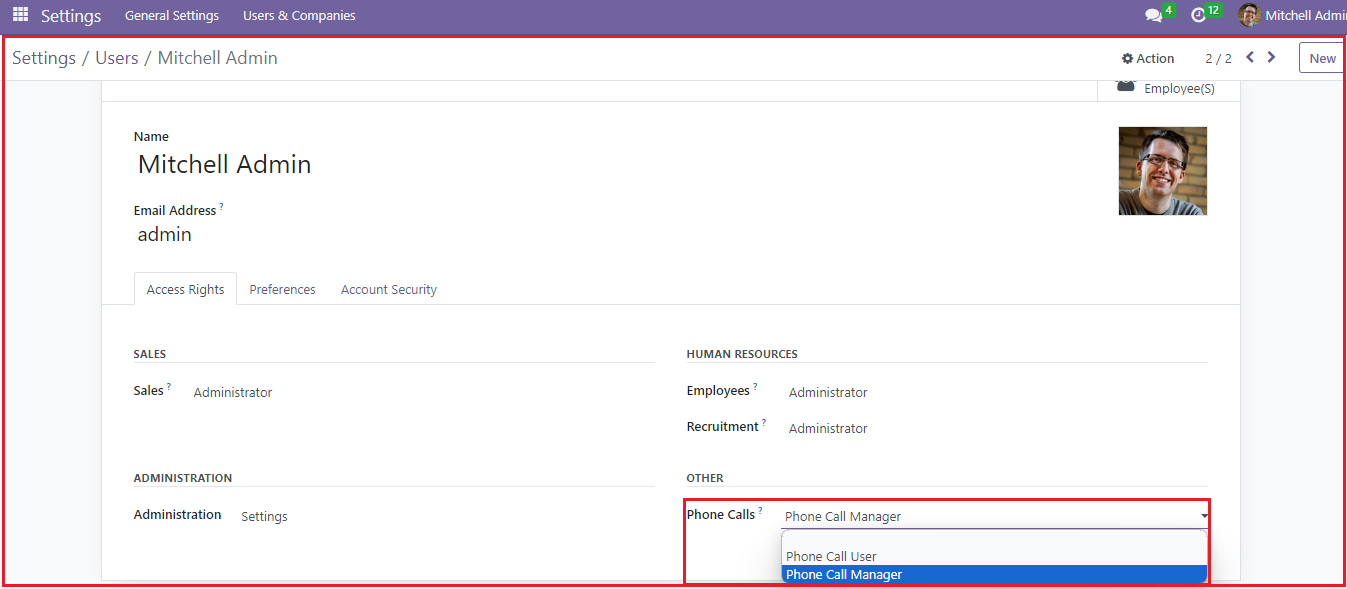 Settings General Settings Users & Companies 4 12 Mitchell Admi
Settings / Users / Mitchell Admin Action 2 / 2 New
Employee(S)
Name
Mitchell Admin
Email Address ?
admin
Access Rights Preferences Account Security
SALES HUMAN RESOURCES
Sales ? Administrator Employees ? Administrator
Recruitment ? Administrator
ADMINISTRATION OTHER
Administration Settings Phone Calls ? Phone Call Manager
Phone Call User
Phone Call Manager